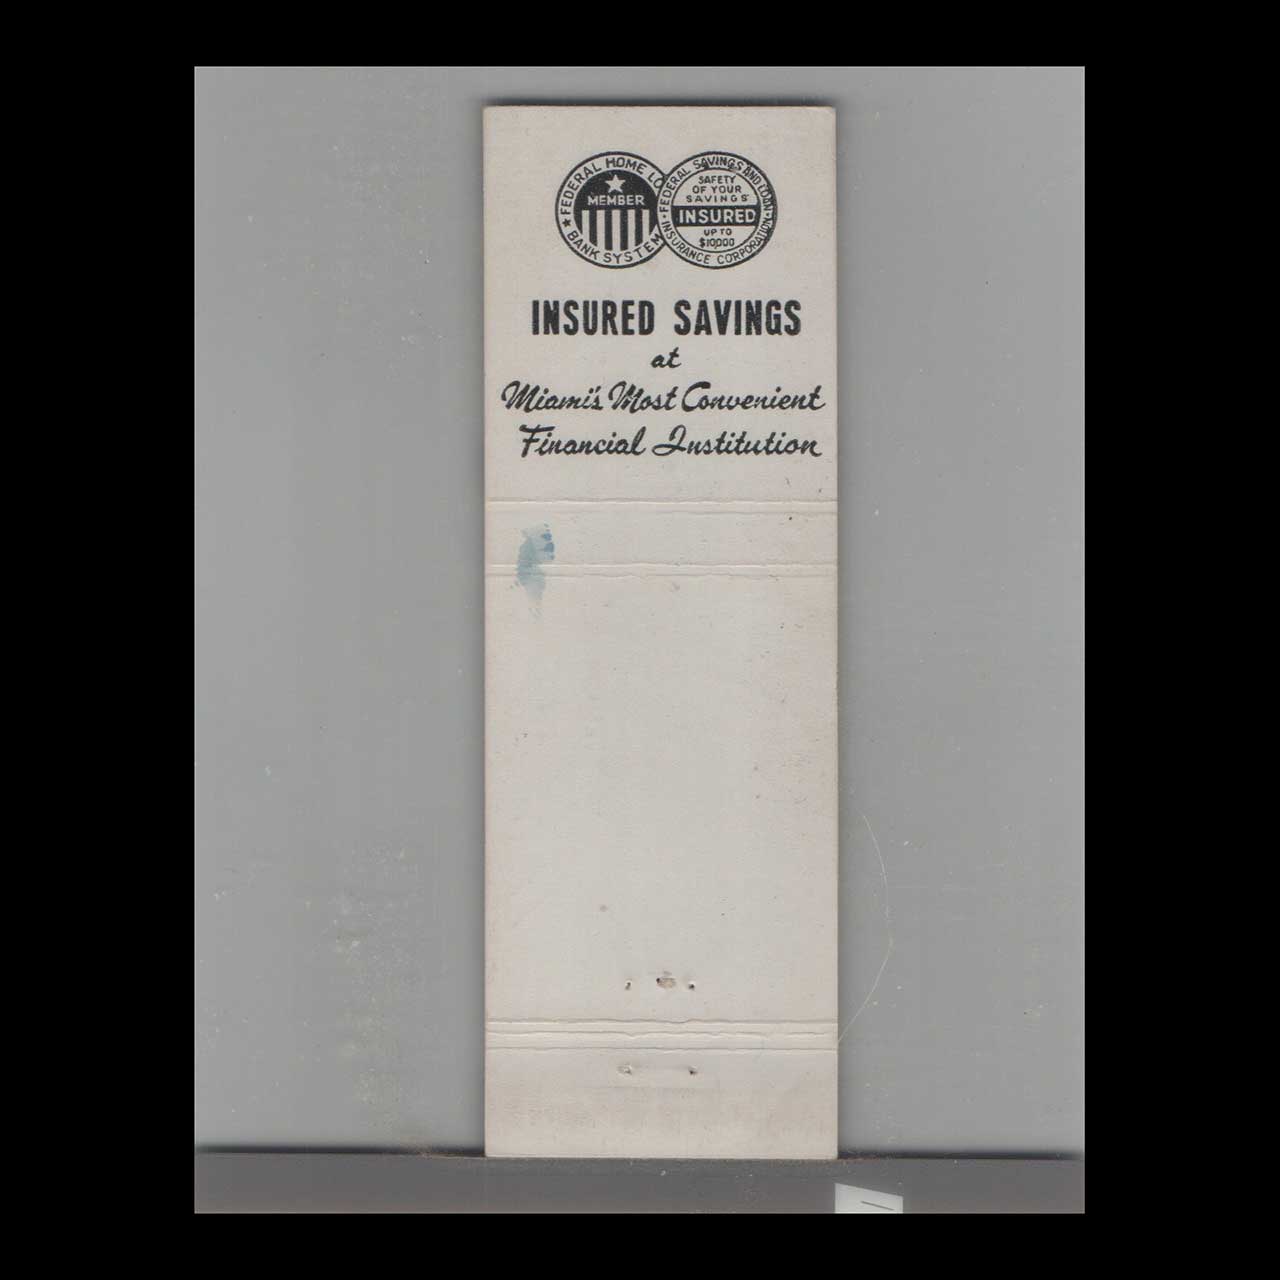 ★ FEDERAL HOME LO
BANK SYSTEM
MEMBER
FEDERAL SAVINGS AND LOAN
INSURANCE CORPORATION
SAFETY
OF YOUR
SAVINGS
INSURED
UP TO
$10,000
INSURED SAVINGS
at
Miami's Most Convenient
Financial Institution